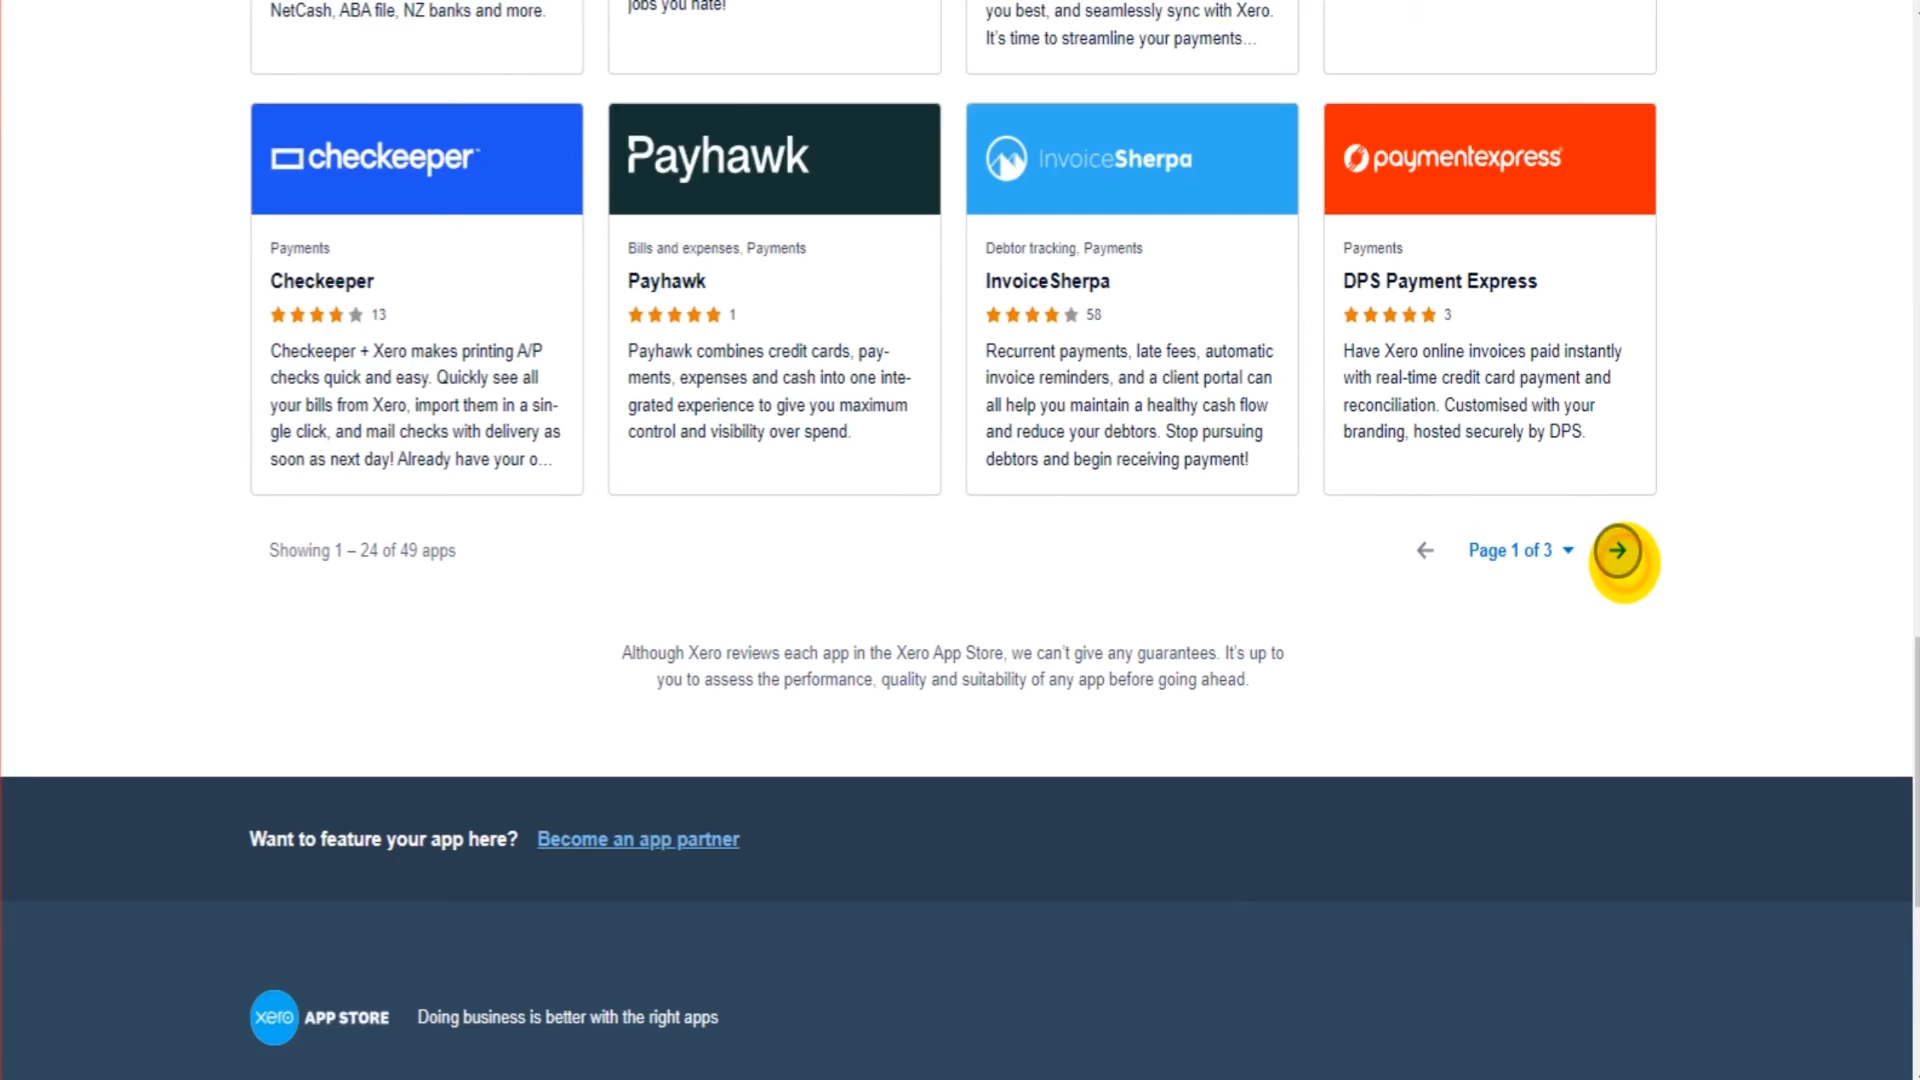 NetCash, ABA file, NZ banks and more.
jobs you hate!
you best, and seamlessly sync with Xero.
It's time to streamline your payments...
checkeeper
Payments
Checkeeper
13
Checkeeper + Xero makes printing A/P
checks quick and easy. Quickly see all
your bills from Xero, import them in a sin-
gle click, and mail checks with delivery as
soon as next day! Already have your o...
Payhawk
Bills and expenses, Payments
Payhawk
1
Payhawk combines credit cards, pay-
ments, expenses and cash into one inte-
grated experience to give you maximum
control and visibility over spend.
InvoiceSherpa
Debtor tracking, Payments
InvoiceSherpa
58
Recurrent payments, late fees, automatic
invoice reminders, and a client portal can
all help you maintain a healthy cash flow
and reduce your debtors. Stop pursuing
debtors and begin receiving payment!
paymentexpress
Payments
DPS Payment Express
3
Have Xero online invoices paid instantly
with real-time credit card payment and
reconciliation. Customised with your
branding, hosted securely by DPS.
Showing 1 – 24 of 49 apps
Page 1 of 3
Although Xero reviews each app in the Xero App Store, we can't give any guarantees. It's up to
you to assess the performance, quality and suitability of any app before going ahead.
Want to feature your app here? Become an app partner
xero APP STORE Doing business is better with the right apps